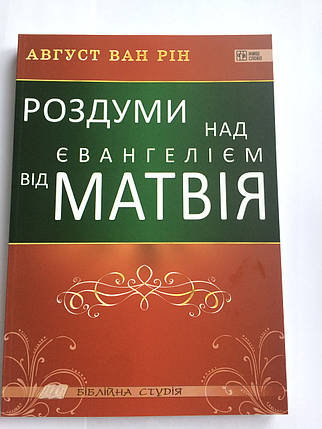 АВГУСТ ВАН РІН
РОЗДУМИ
НАД
ЄВАНГЕЛІЄМ
ВІД
МАТВІЯ
БІБЛІЙНА СТУДІЯ